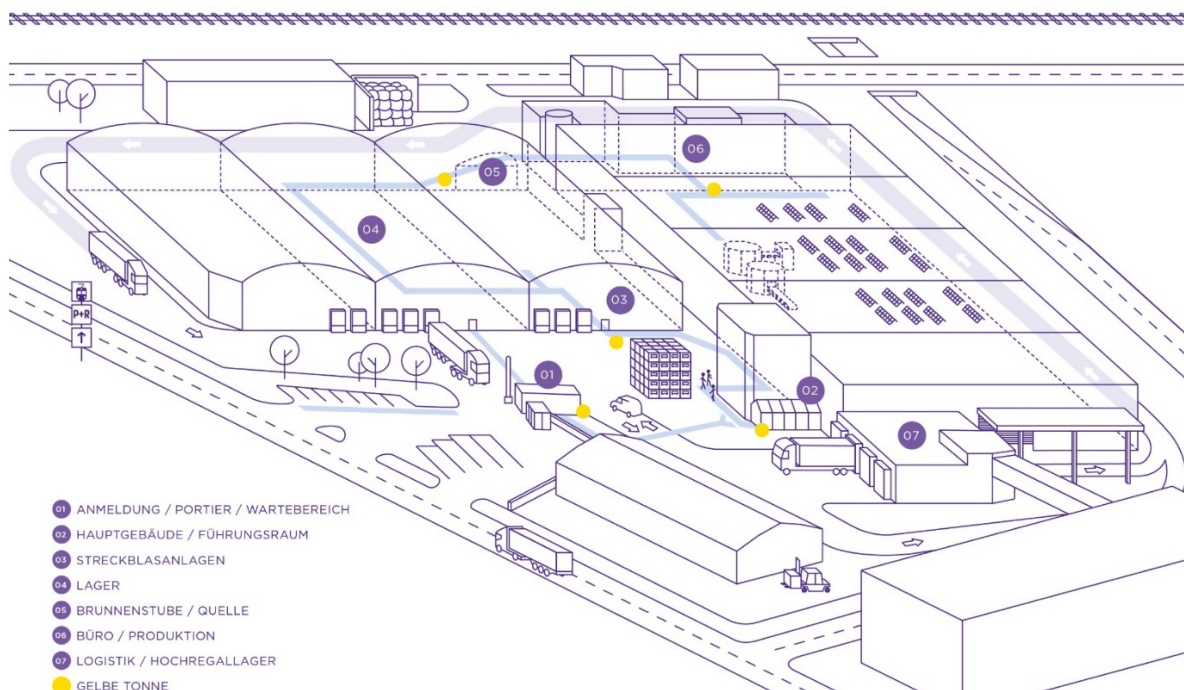 06
05
04
03
P+R
01
02
07
01 ANMELDUNG / PORTIER / WARTEBEREICH
02 HAUPTGEBÄUDE / FÜHRUNGSRAUM
03 STRECKBLASANLAGEN
04 LAGER
05 BRUNNENSTUBE / QUELLE
06 BÜRO / PRODUKTION
07 LOGISTIK / HOCHREGALLAGER
GELBE TONNE